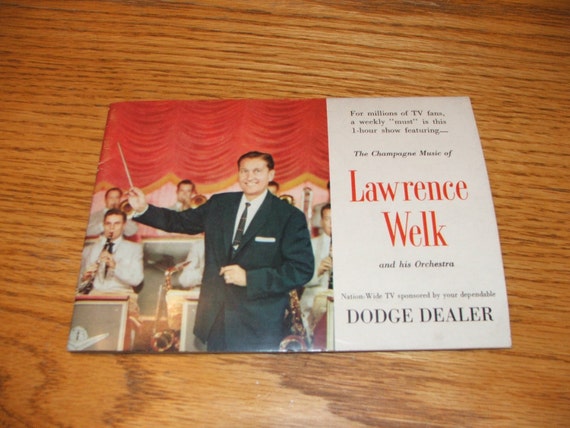 For millions of TV fans,
a weekly "must" is this
1-hour show featuring—
The Champagne Music of
Lawrence
Welk
and his Orchestra
Nation-Wide TV sponsored by your dependable
DODGE DEALER